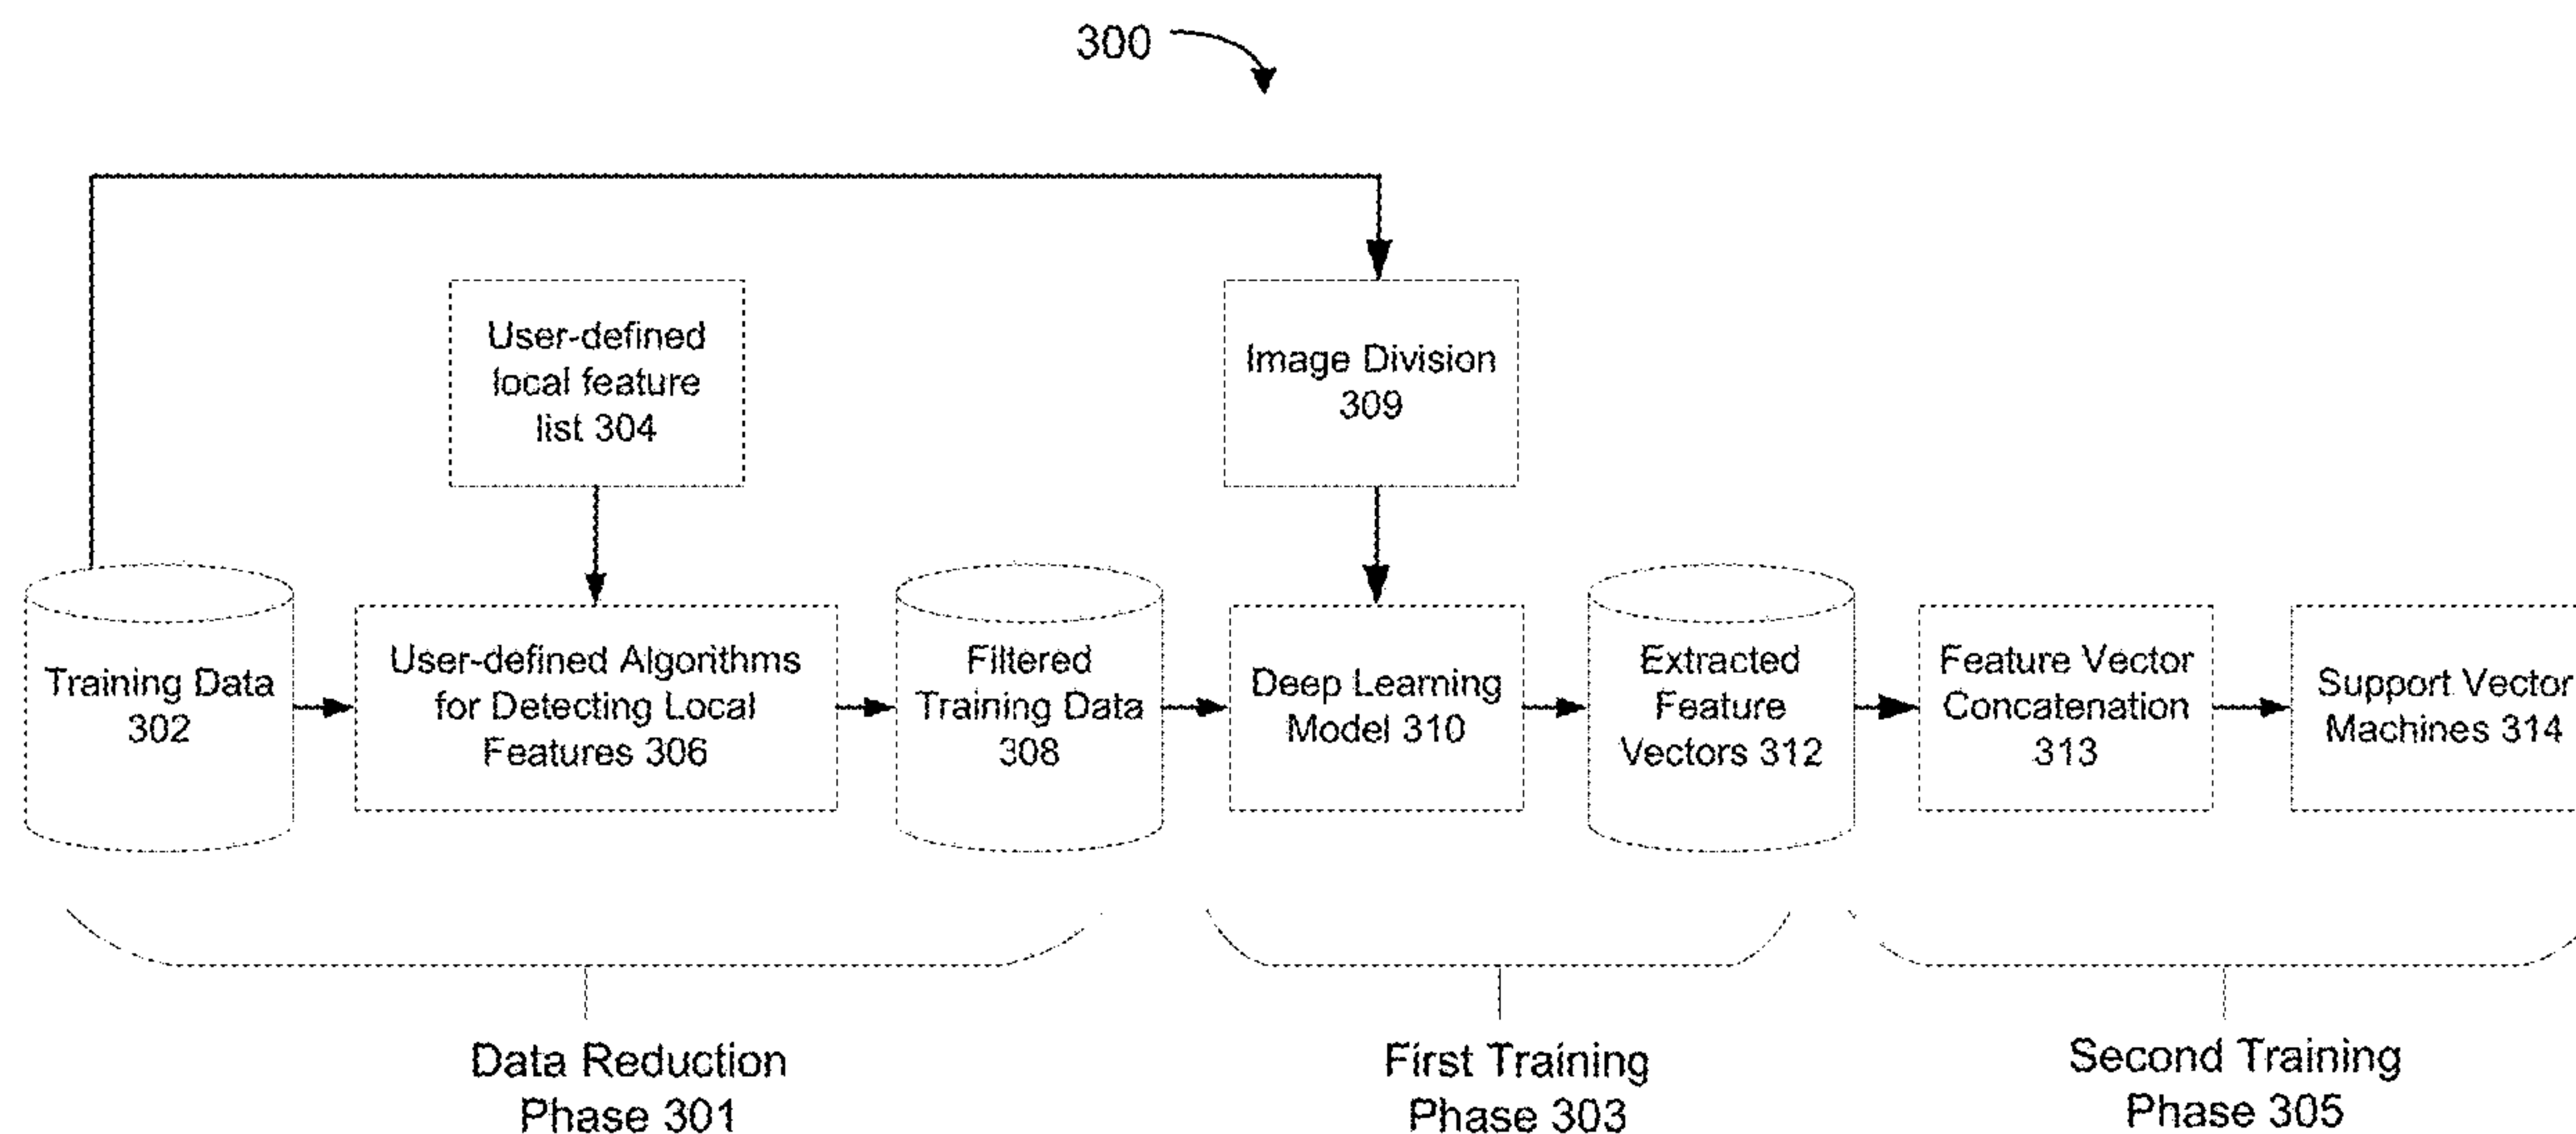 300
User-defined
local feature
list 304
Image Division
309
Training Data
302
User-defined Algorithms
for Detecting Local
Features 306
Filtered
Training Data
308
Deep Learning
Model 310
Extracted
Feature
Vectors 312
Feature Vector
Concatenation
313
Support Vector
Machines 314
Data Reduction
Phase 301
First Training
Phase 303
Second Training
Phase 305